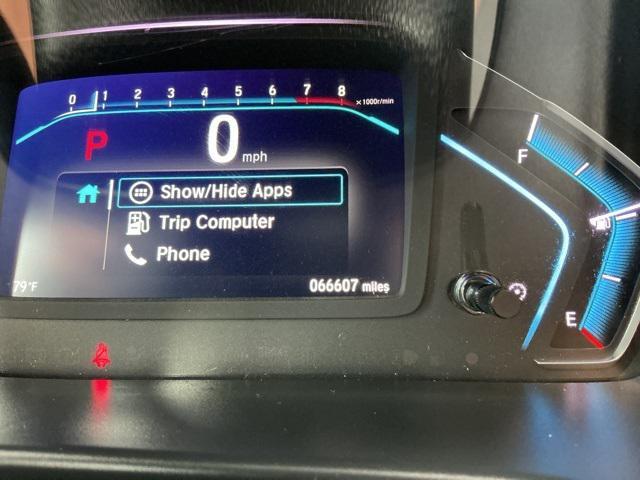 0 1 2 3 4 5 6 7 8 x1000r/min
P 0 mph
F
Show/Hide Apps
Trip Computer
Phone
79°F 066607 miles
E